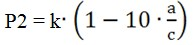 P2 = k· (1 − 10 · a/c)